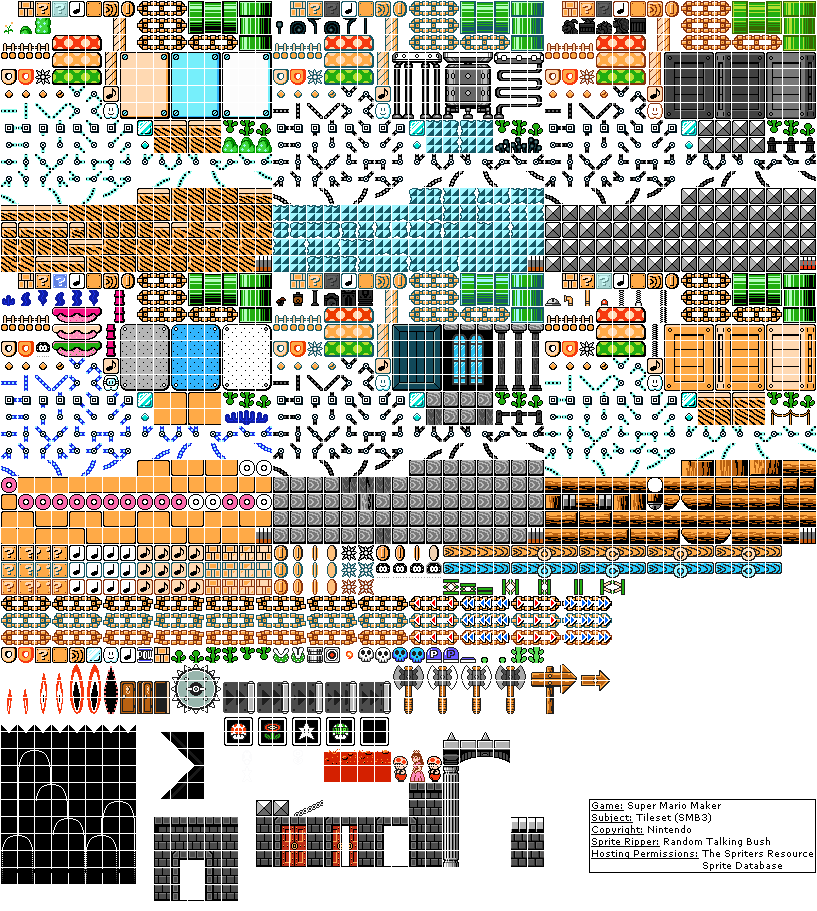 Game: Super Mario Maker
Subject: Tileset (SMB3)
Copyright: Nintendo
Sprite Ripper: Random Talking Bush
Hosting Permissions: The Spriters Resource
Sprite Database